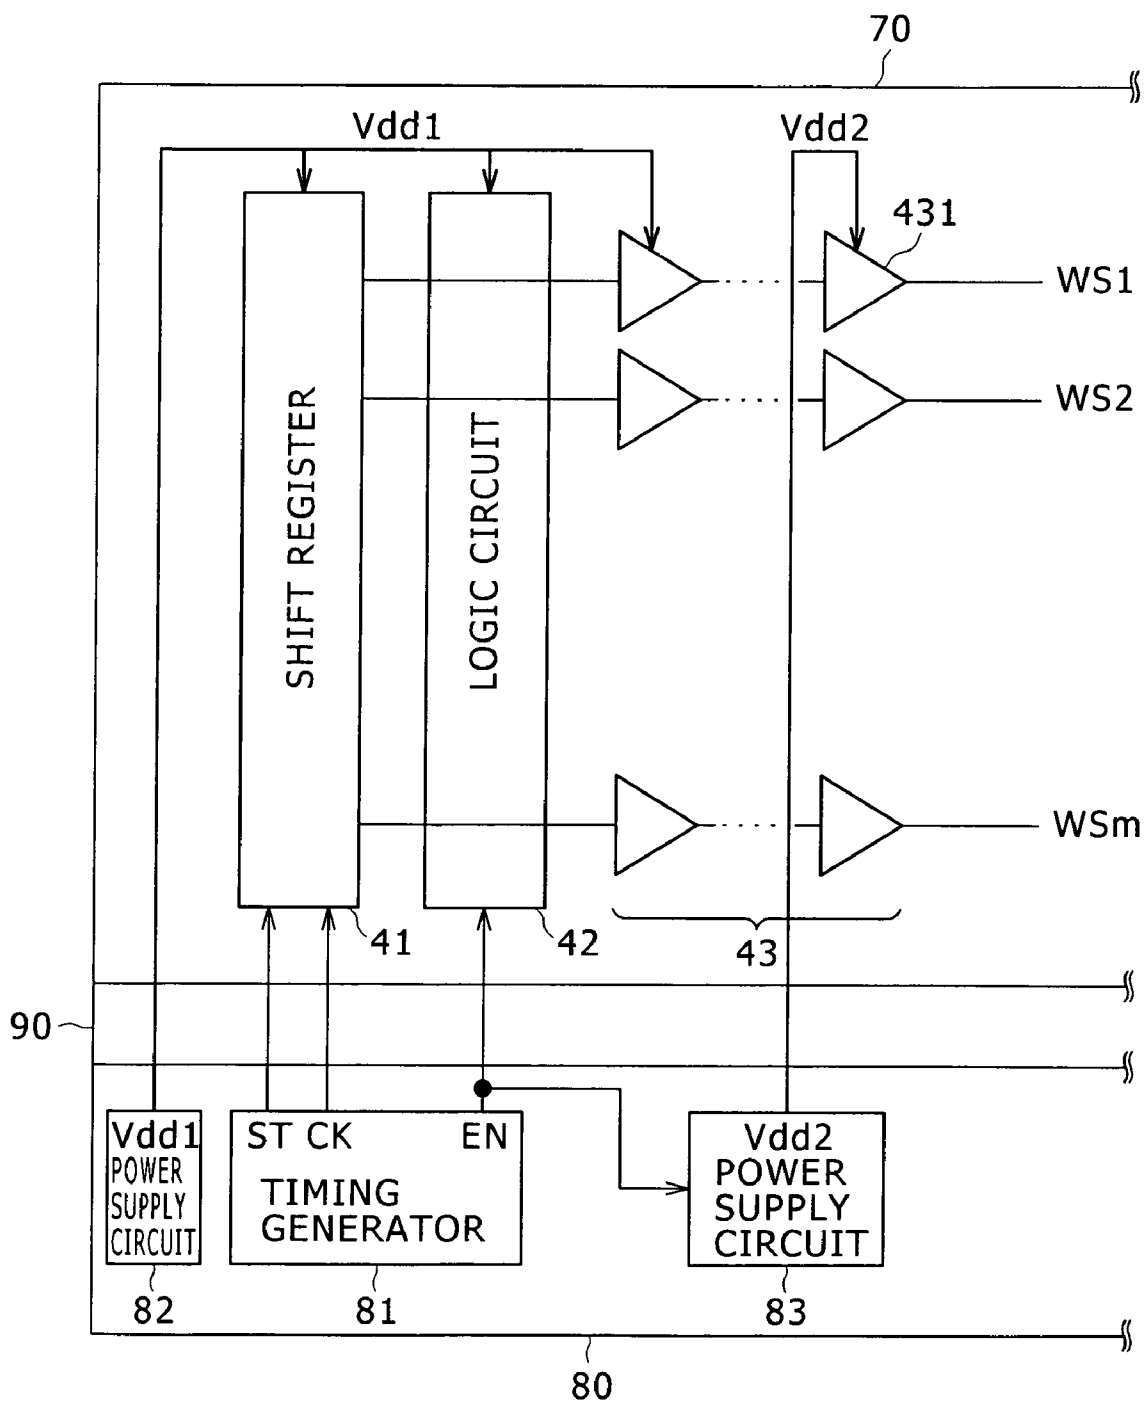 70
Vdd1
Vdd2
431
WS1
WS2
SHIFT REGISTER
LOGIC CIRCUIT
WSm
41
42
43
90
Vdd1
POWER
SUPPLY
CIRCUIT
ST CK EN
TIMING
GENERATOR
Vdd2
POWER
SUPPLY
CIRCUIT
82
81
83
80